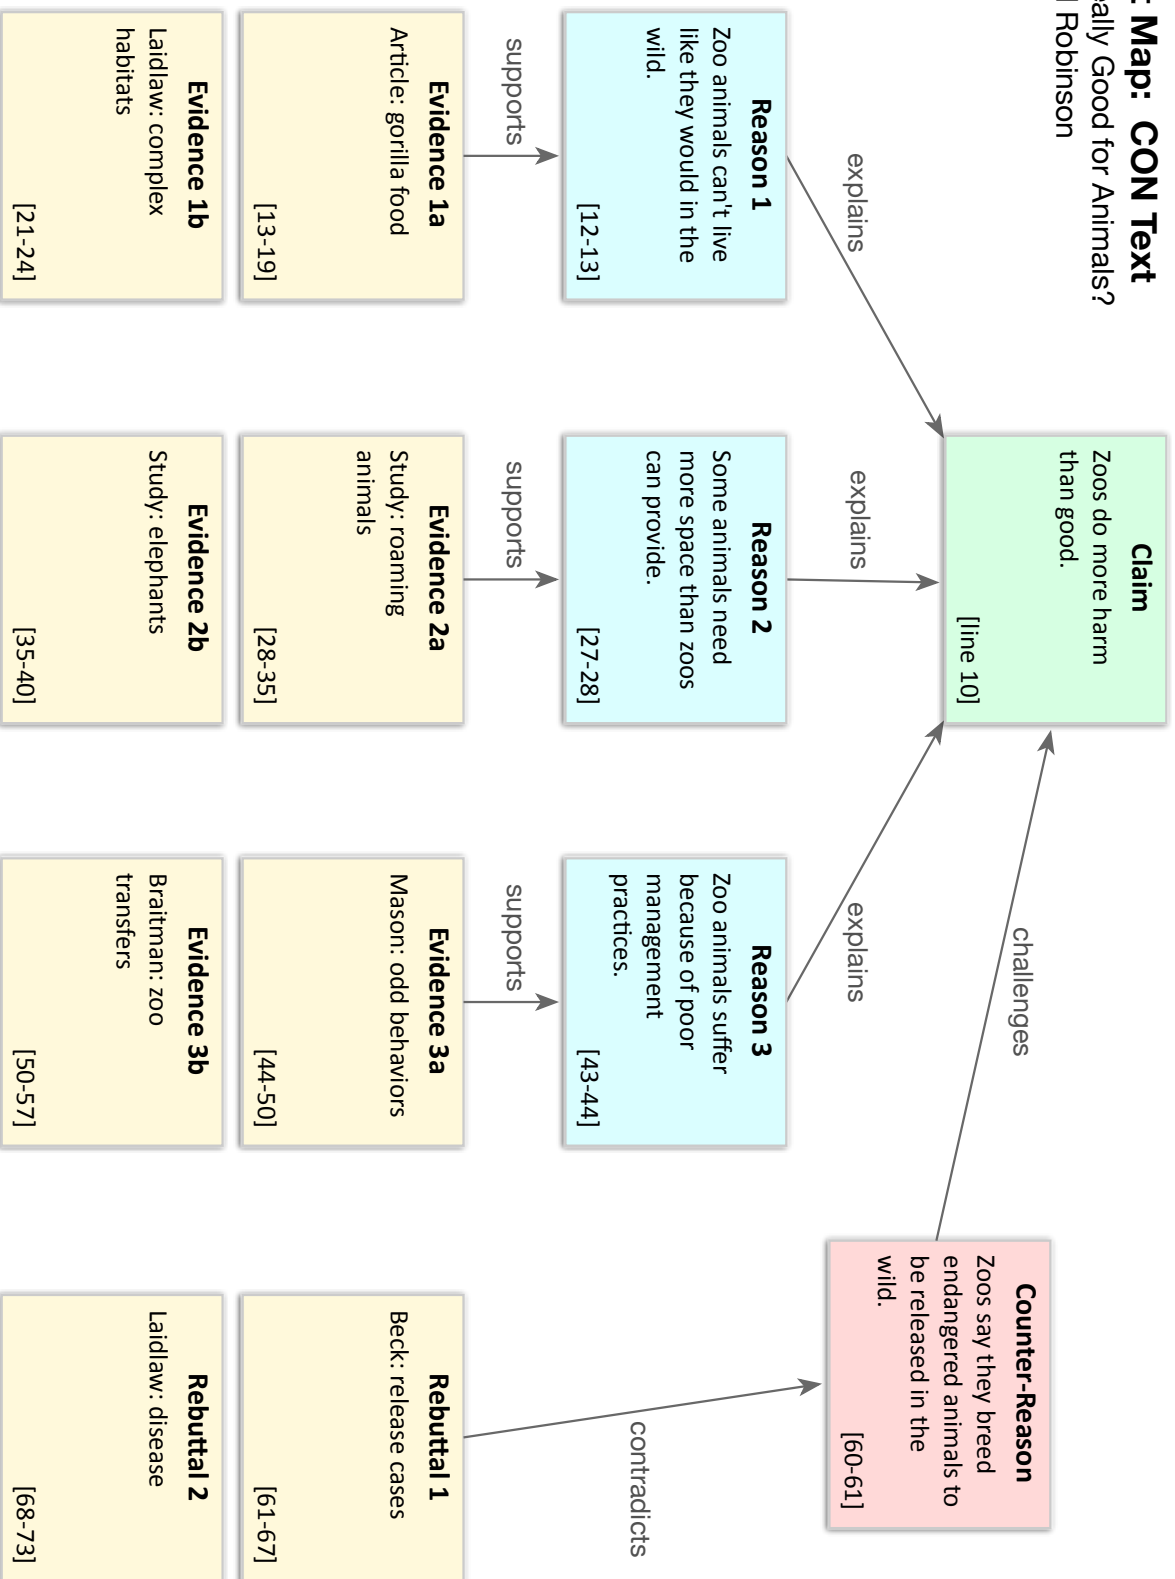 Map: CON Text
Really Good for Animals?
Robinson
Claim
Zoos do more harm
than good.
[line 10]
explains
explains
explains
challenges
Reason 1
Zoo animals can't live
like they would in the
wild.
[12-13]
Reason 2
Some animals need
more space than zoos
can provide.
[27-28]
Reason 3
Zoo animals suffer
because of poor
management
practices.
[43-44]
Counter-Reason
Zoos say they breed
endangered animals to
be released in the
wild.
[60-61]
supports
supports
supports
contradicts
Evidence 1a
Article: gorilla food
[13-19]
Evidence 2a
Study: roaming
animals
[28-35]
Evidence 3a
Mason: odd behaviors
[44-50]
Rebuttal 1
Beck: release cases
[61-67]
Evidence 1b
Laidlaw: complex
habitats
[21-24]
Evidence 2b
Study: elephants
[35-40]
Evidence 3b
Braitman: zoo
transfers
[50-57]
Rebuttal 2
Laidlaw: disease
[68-73]